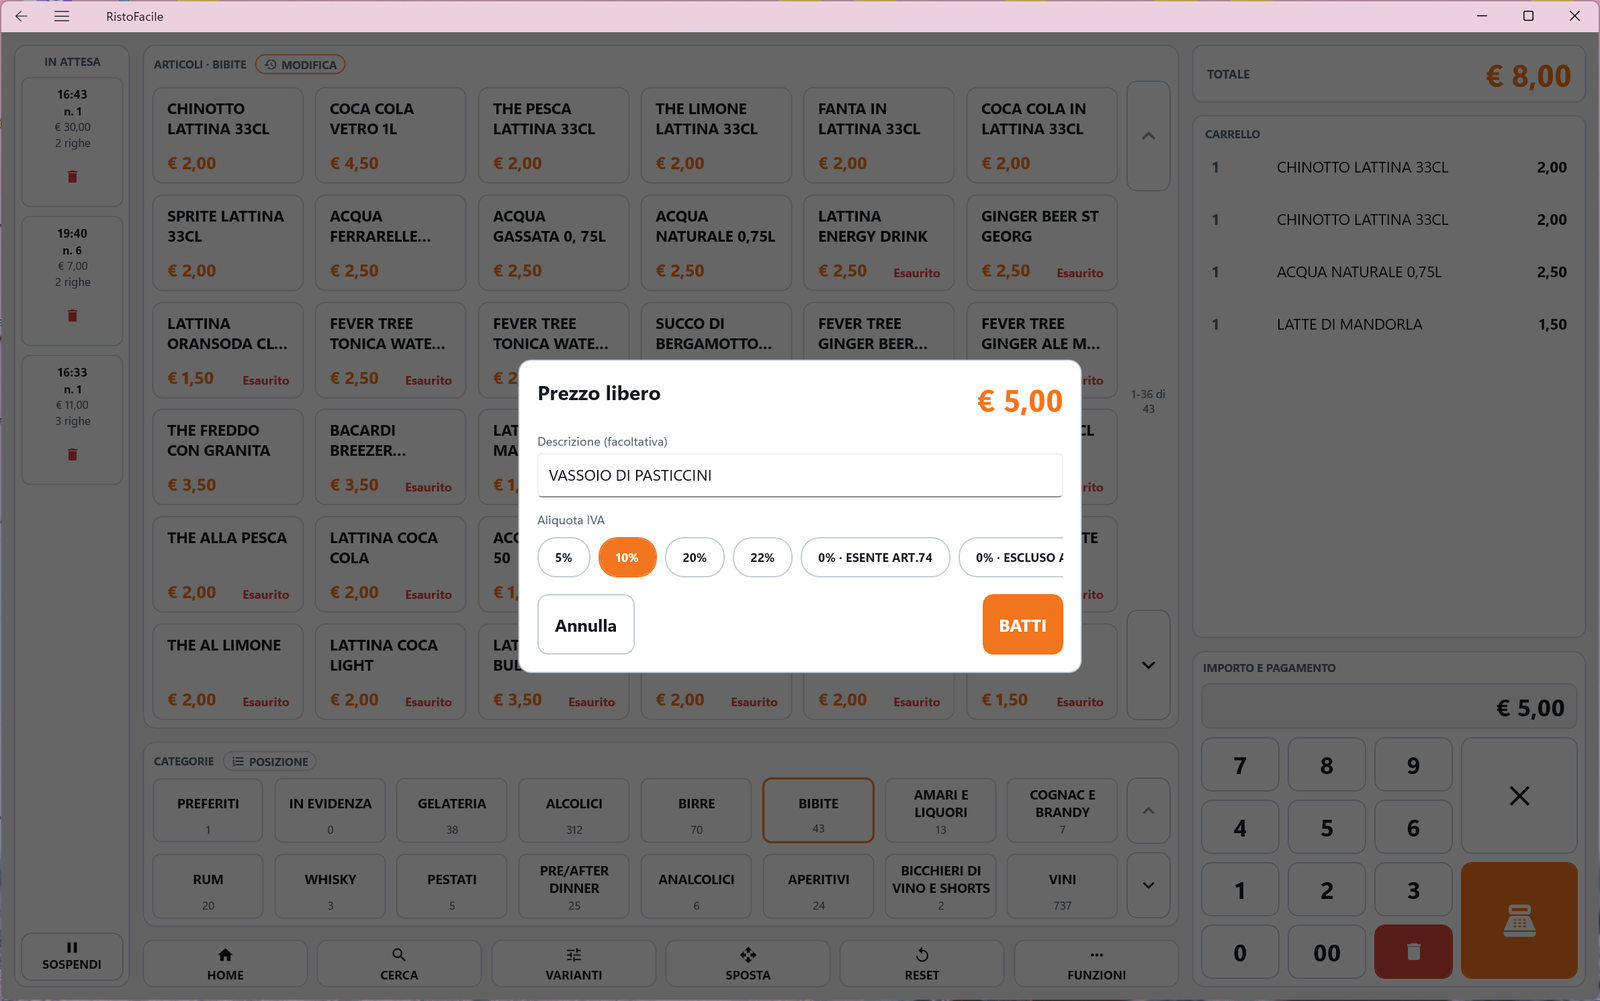 RistoFacile
IN ATTESA
16:43
n. 1
€ 30,00
2 righe
19:40
n. 6
€ 7,00
2 righe
16:33
n. 1
€ 11,00
3 righe
SOSPENDI
ARTICOLI · BIBITE
MODIFICA
CHINOTTO
LATTINA 33CL
€ 2,00
COCA COLA
VETRO 1L
€ 4,50
THE PESCA
LATTINA 33CL
€ 2,00
THE LIMONE
LATTINA 33CL
€ 2,00
FANTA IN
LATTINA 33CL
€ 2,00
COCA COLA IN
LATTINA 33CL
€ 2,00
SPRITE LATTINA
33CL
€ 2,00
ACQUA
FERRARELLE...
€ 2,50
ACQUA
GASSATA 0, 75L
€ 2,50
ACQUA
NATURALE 0,75L
€ 2,50
LATTINA
ENERGY DRINK
€ 2,50 Esaurito
GINGER BEER ST
GEORG
€ 2,50 Esaurito
LATTINA
ORANSODA CL...
€ 1,50 Esaurito
FEVER TREE
TONICA WATE...
€ 2,50 Esaurito
FEVER TREE
TONICA WATE...
€ 2
SUCCO DI
BERGAMOTTO...
FEVER TREE
GINGER BEER...
FEVER TREE
GINGER ALE M...
rito
1-36 di
43
THE FREDDO
CON GRANITA
€ 3,50
BACARDI
BREEZER...
€ 3,50 Esaurito
LAT
MA
€ 1,
CL
rito
THE ALLA PESCA
€ 2,00 Esaurito
LATTINA COCA
COLA
€ 2,00 Esaurito
50
€ 1,
TE
rito
THE AL LIMONE
€ 2,00 Esaurito
LATTINA COCA
LIGHT
€ 2,00 Esaurito
LAT
BUL
€ 3,50 Esaurito
€ 2,00 Esaurito
€ 2,00 Esaurito
€ 1,50 Esaurito
Prezzo libero
€ 5,00
Descrizione (facoltativa)
VASSOIO DI PASTICCINI
Aliquota IVA
5%
10%
20%
22%
0% · ESENTE ART.74
0% · ESCLUSO A
Annulla
BATTI
CATEGORIE
POSIZIONE
PREFERITI
1
IN EVIDENZA
0
GELATERIA
38
ALCOLICI
312
BIRRE
70
BIBITE
43
AMARI E
LIQUORI
13
COGNAC E
BRANDY
7
RUM
20
WHISKY
3
PESTATI
5
PRE/AFTER
DINNER
25
ANALCOLICI
6
APERITIVI
24
BICCHIERI DI
VINO E SHORTS
2
VINI
737
HOME
CERCA
VARIANTI
SPOSTA
RESET
FUNZIONI
TOTALE
€ 8,00
CARRELLO
1 CHINOTTO LATTINA 33CL 2,00
1 CHINOTTO LATTINA 33CL 2,00
1 ACQUA NATURALE 0,75L 2,50
1 LATTE DI MANDORLA 1,50
IMPORTO E PAGAMENTO
€ 5,00
7 8 9
4 5 6
1 2 3
0 00